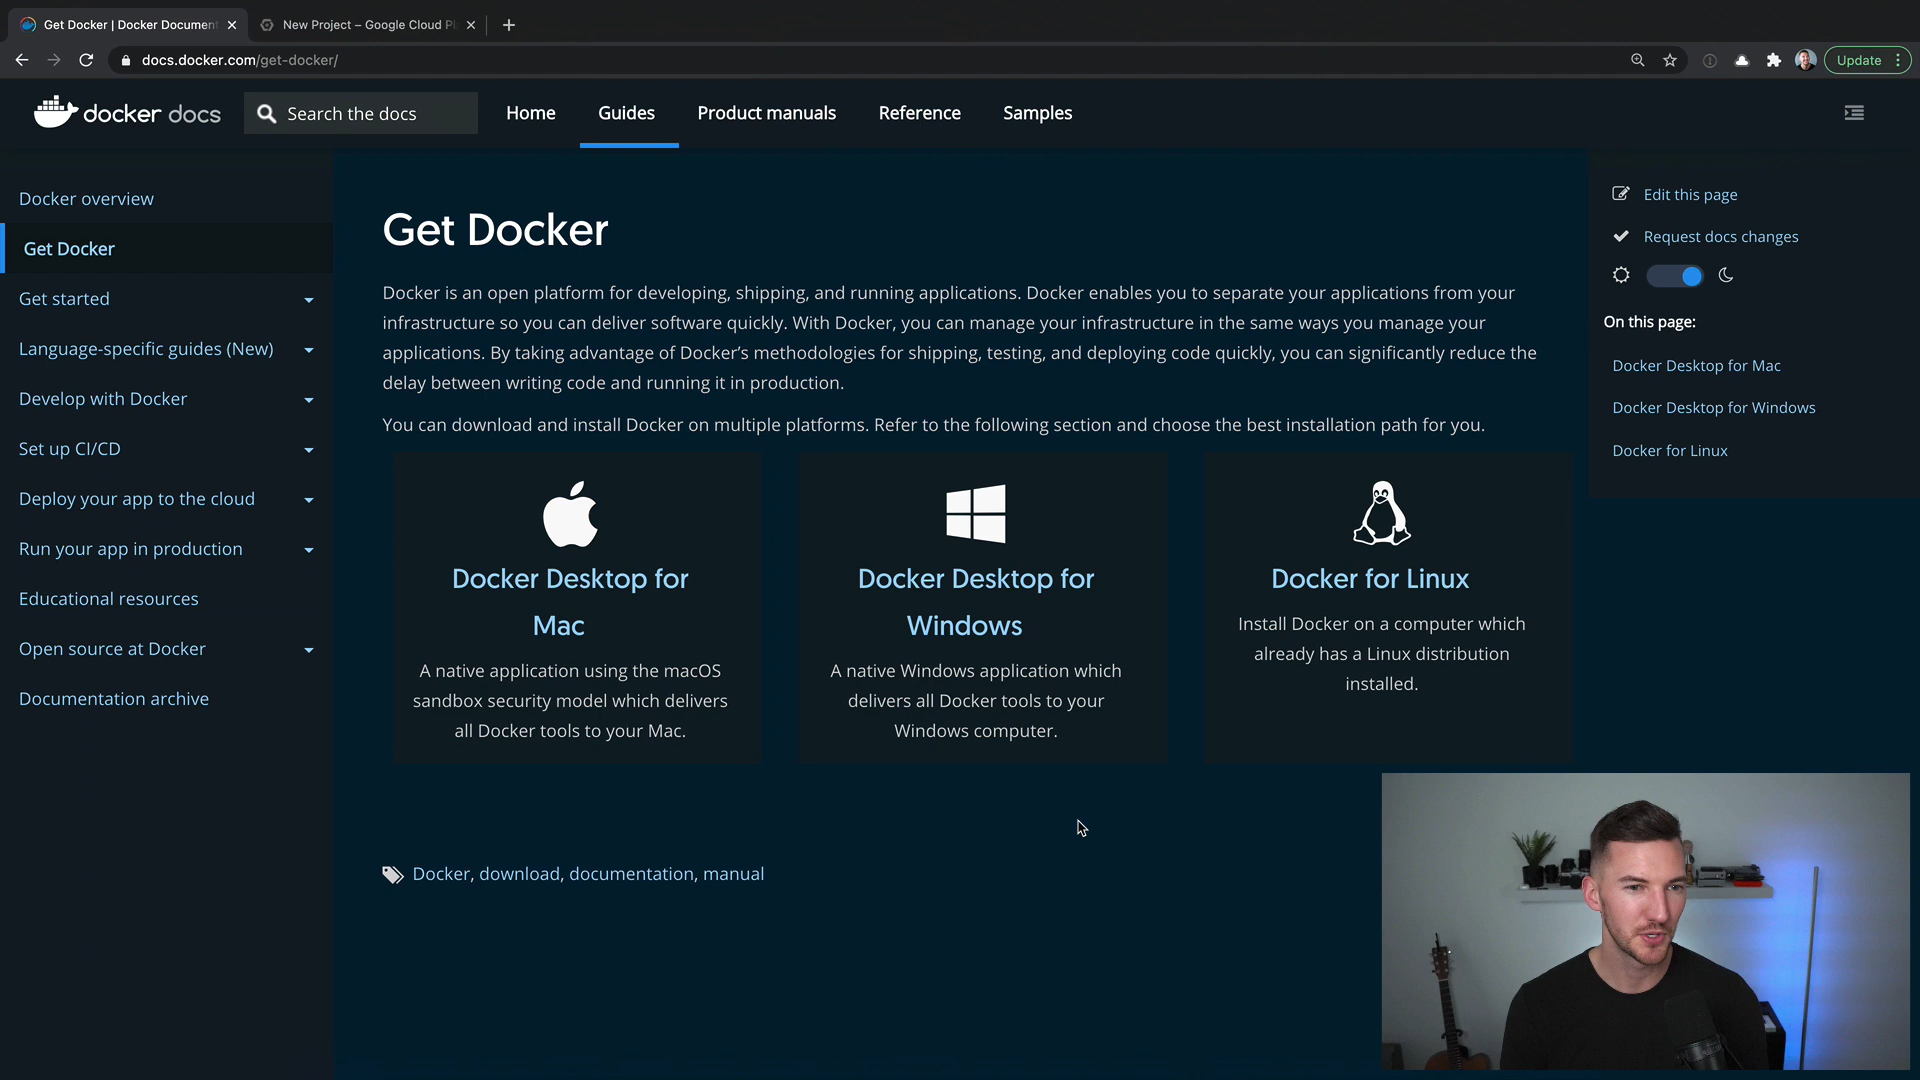 Get Docker | Docker Documen
New Project – Google Cloud P
docs.docker.com/get-docker/
Update
docker docs
Search the docs
Home
Guides
Product manuals
Reference
Samples
Docker overview
Get Docker
Get started
Language-specific guides (New)
Develop with Docker
Set up CI/CD
Deploy your app to the cloud
Run your app in production
Educational resources
Open source at Docker
Documentation archive
Get Docker
Docker is an open platform for developing, shipping, and running applications. Docker enables you to separate your applications from your
infrastructure so you can deliver software quickly. With Docker, you can manage your infrastructure in the same ways you manage your
applications. By taking advantage of Docker’s methodologies for shipping, testing, and deploying code quickly, you can significantly reduce the
delay between writing code and running it in production.
You can download and install Docker on multiple platforms. Refer to the following section and choose the best installation path for you.
Docker Desktop for
Mac
A native application using the macOS
sandbox security model which delivers
all Docker tools to your Mac.
Docker Desktop for
Windows
A native Windows application which
delivers all Docker tools to your
Windows computer.
Docker for Linux
Install Docker on a computer which
already has a Linux distribution
installed.
Docker, download, documentation, manual
Edit this page
Request docs changes
On this page:
Docker Desktop for Mac
Docker Desktop for Windows
Docker for Linux